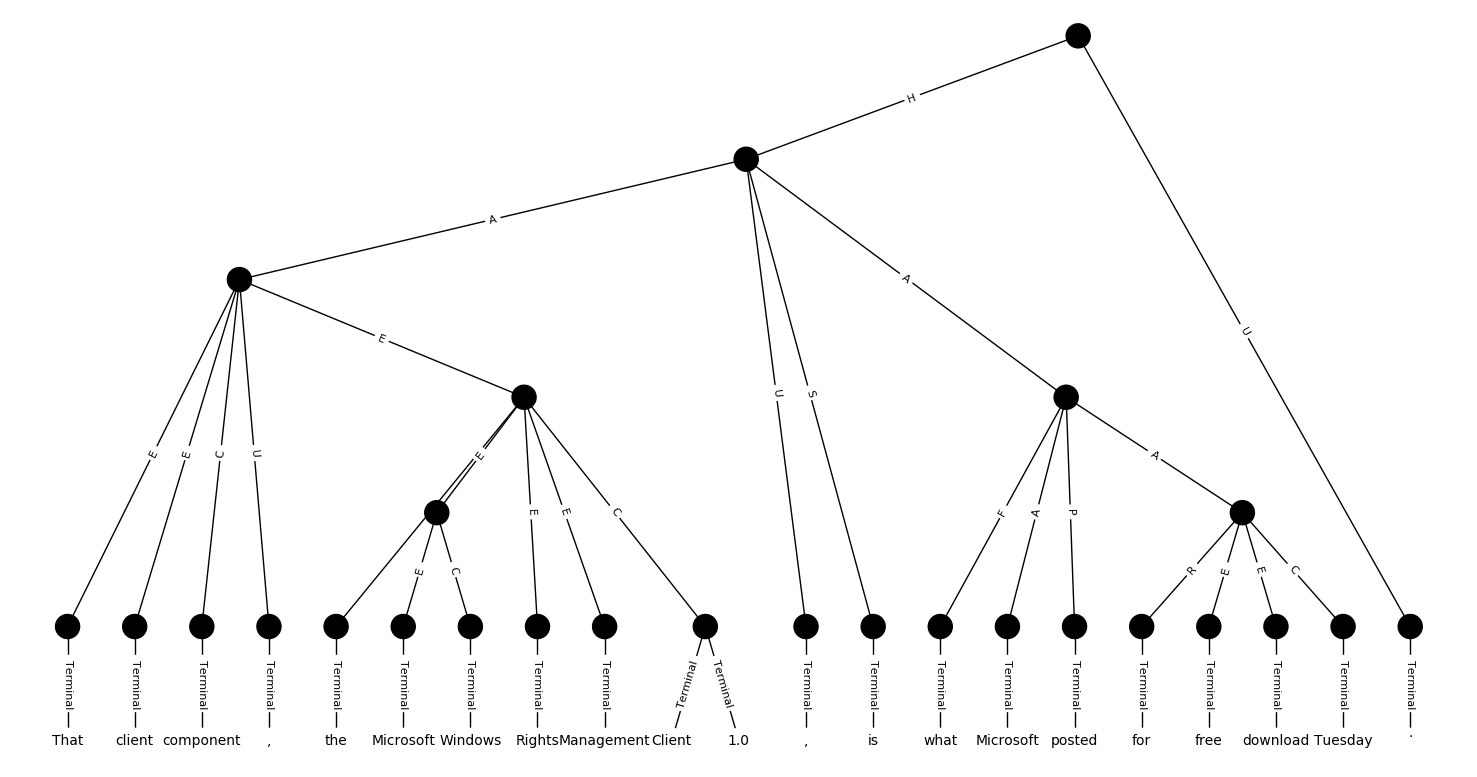 H
A
A
U
E
U
S
E
E
C
U
E
A
E
E
C
F
A
P
E
C
R
E
E
C
Terminal Terminal Terminal Terminal Terminal Terminal Terminal Terminal Terminal Terminal Terminal Terminal Terminal Terminal Terminal Terminal Terminal Terminal Terminal Terminal Terminal
That client component , the Microsoft Windows Rights Management Client 1.0 , is what Microsoft posted for free download Tuesday .